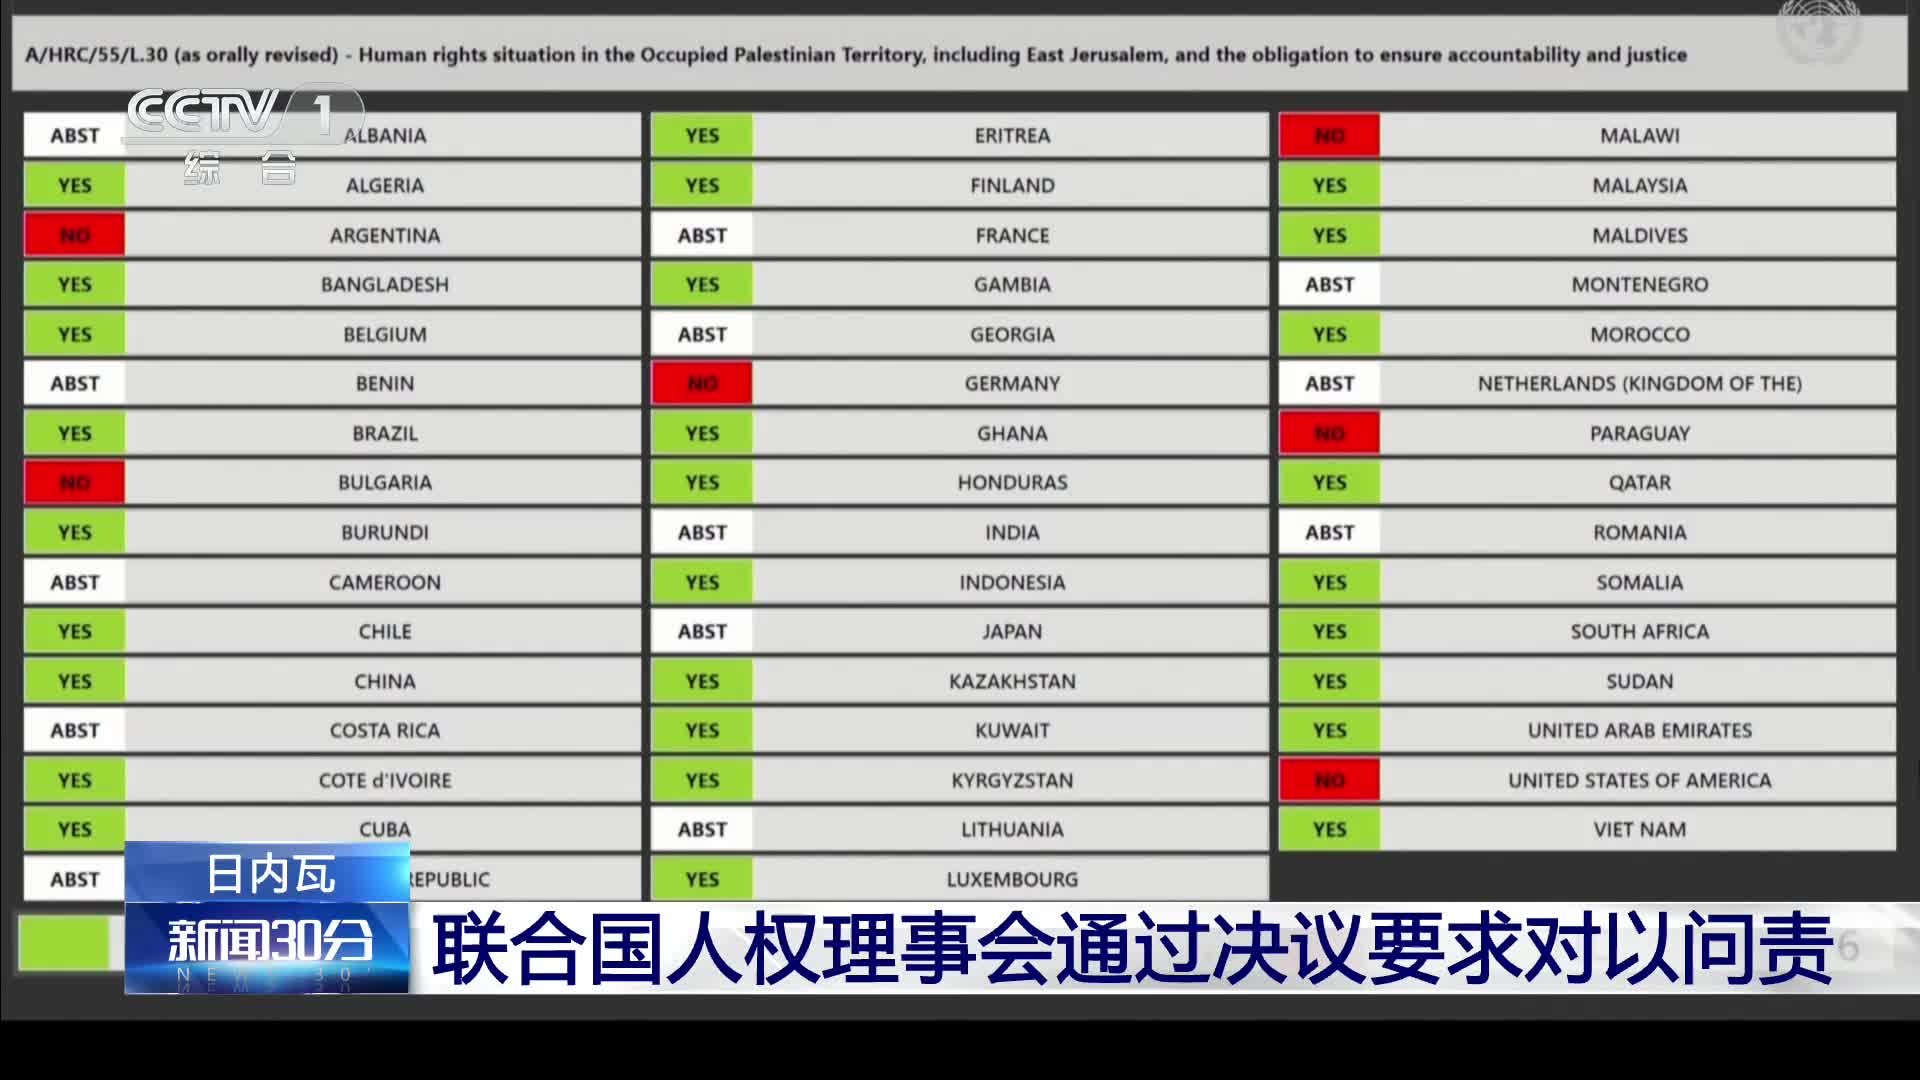 A/HRC/55/L.30 (as orally revised) - Human rights situation in the Occupied Palestinian Territory, including East Jerusalem, and the obligation to ensure accountability and justice
CCTV 1
综合
ABST ALBANIA
YES ALGERIA
NO ARGENTINA
YES BANGLADESH
YES BELGIUM
ABST BENIN
YES BRAZIL
NO BULGARIA
YES BURUNDI
ABST CAMEROON
YES CHILE
YES CHINA
ABST COSTA RICA
YES COTE d'IVOIRE
YES CUBA
ABST REPUBLIC
YES ERITREA
YES FINLAND
ABST FRANCE
YES GAMBIA
ABST GEORGIA
NO GERMANY
YES GHANA
YES HONDURAS
ABST INDIA
YES INDONESIA
ABST JAPAN
YES KAZAKHSTAN
YES KUWAIT
YES KYRGYZSTAN
ABST LITHUANIA
YES LUXEMBOURG
NO MALAWI
YES MALAYSIA
YES MALDIVES
ABST MONTENEGRO
YES MOROCCO
ABST NETHERLANDS (KINGDOM OF THE)
NO PARAGUAY
YES QATAR
ABST ROMANIA
YES SOMALIA
YES SOUTH AFRICA
YES SUDAN
YES UNITED ARAB EMIRATES
NO UNITED STATES OF AMERICA
YES VIET NAM
日内瓦
新闻30分
NEWS 30'
联合国人权理事会通过决议要求对以问责
6